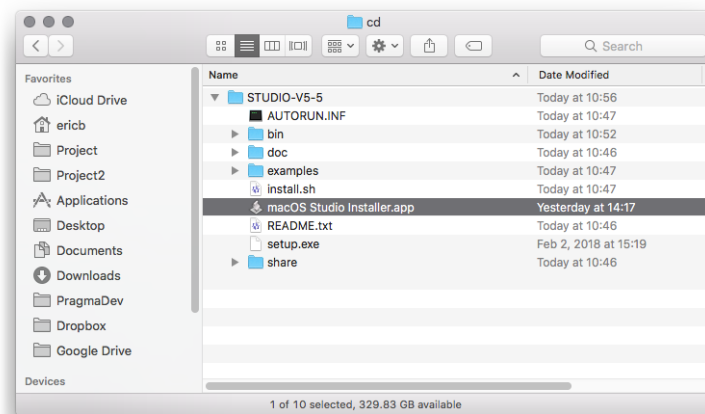 cd
Search
Favorites
iCloud Drive
ericb
Project
Project2
Applications
Desktop
Documents
Downloads
PragmaDev
Dropbox
Google Drive
Devices
Name Date Modified
STUDIO-V5-5 Today at 10:56
AUTORUN.INF Today at 10:47
bin Today at 10:52
doc Today at 10:46
examples Today at 10:47
install.sh Today at 10:47
macOS Studio Installer.app Yesterday at 14:17
README.txt Today at 10:46
setup.exe Feb 2, 2018 at 15:19
share Today at 10:46
1 of 10 selected, 329.83 GB available